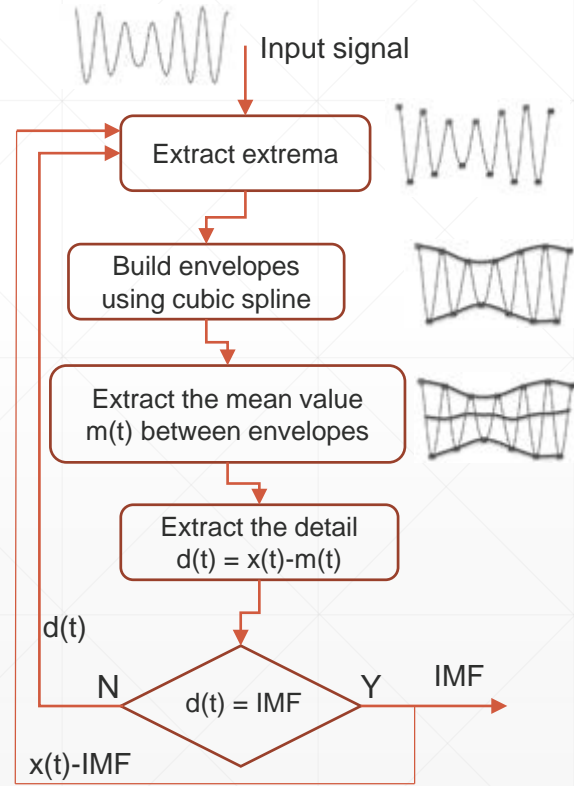 Input signal
Extract extrema
Build envelopes
using cubic spline
Extract the mean value
m(t) between envelopes
Extract the detail
d(t) = x(t)-m(t)
d(t)
N
d(t) = IMF
Y
IMF
x(t)-IMF